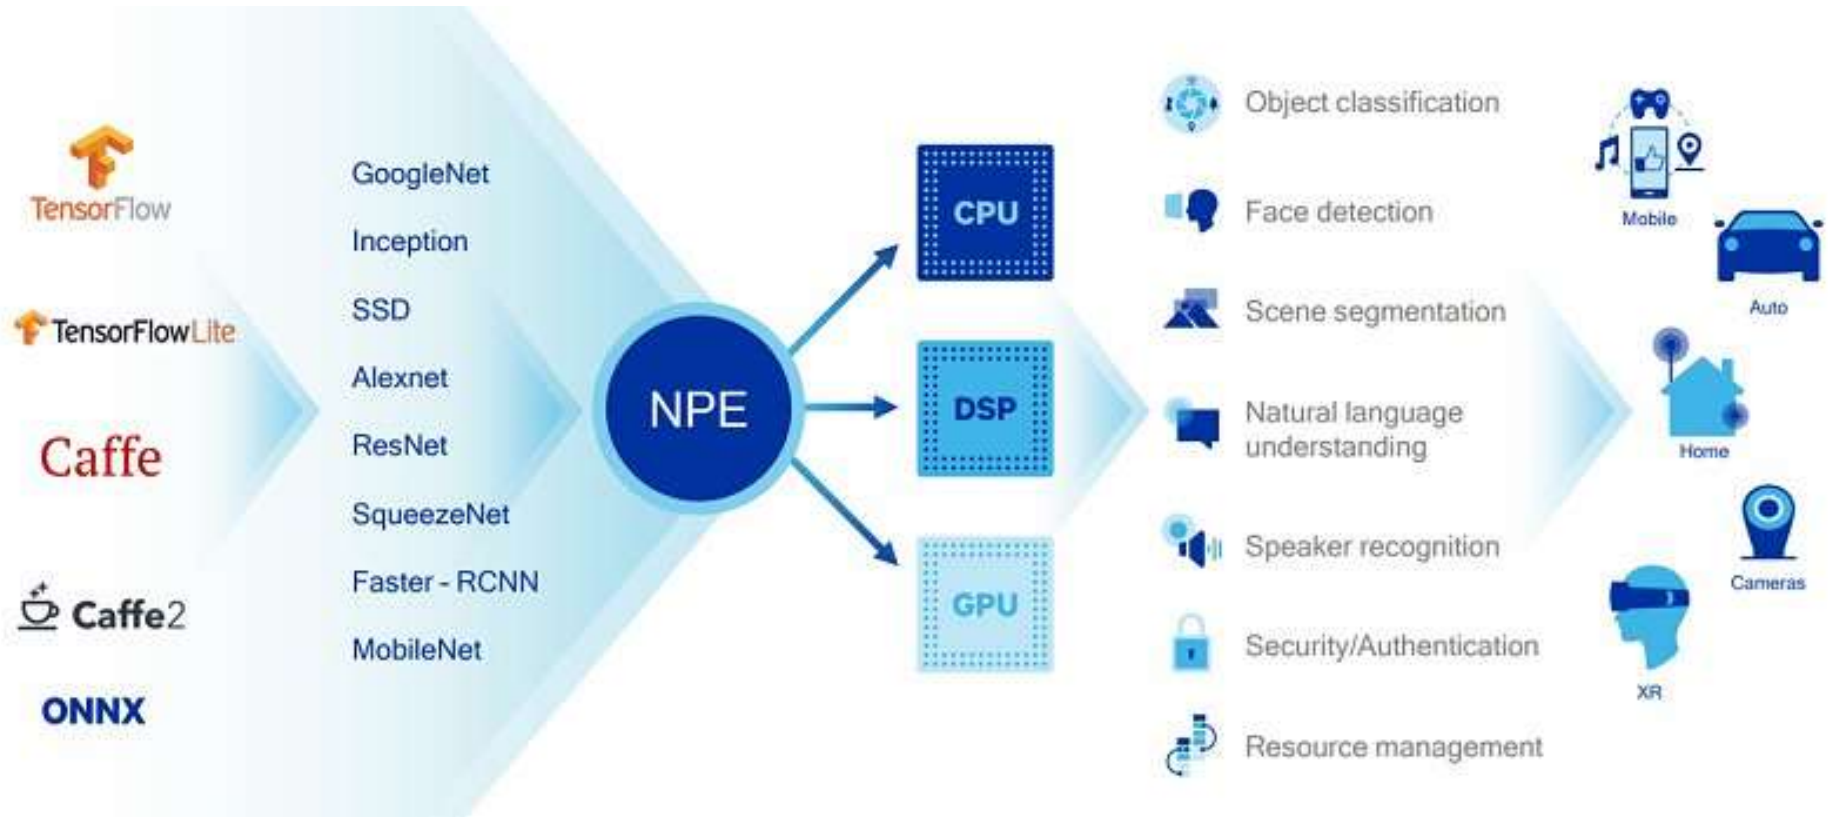 TensorFlow
TensorFlowLite
Caffe
Caffe2
ONNX
GoogleNet
Inception
SSD
Alexnet
ResNet
SqueezeNet
Faster - RCNN
MobileNet
NPE
CPU
DSP
GPU
Object classification
Face detection
Scene segmentation
Natural language
understanding
Speaker recognition
Security/Authentication
Resource management
Mobile
Auto
Home
Cameras
XR